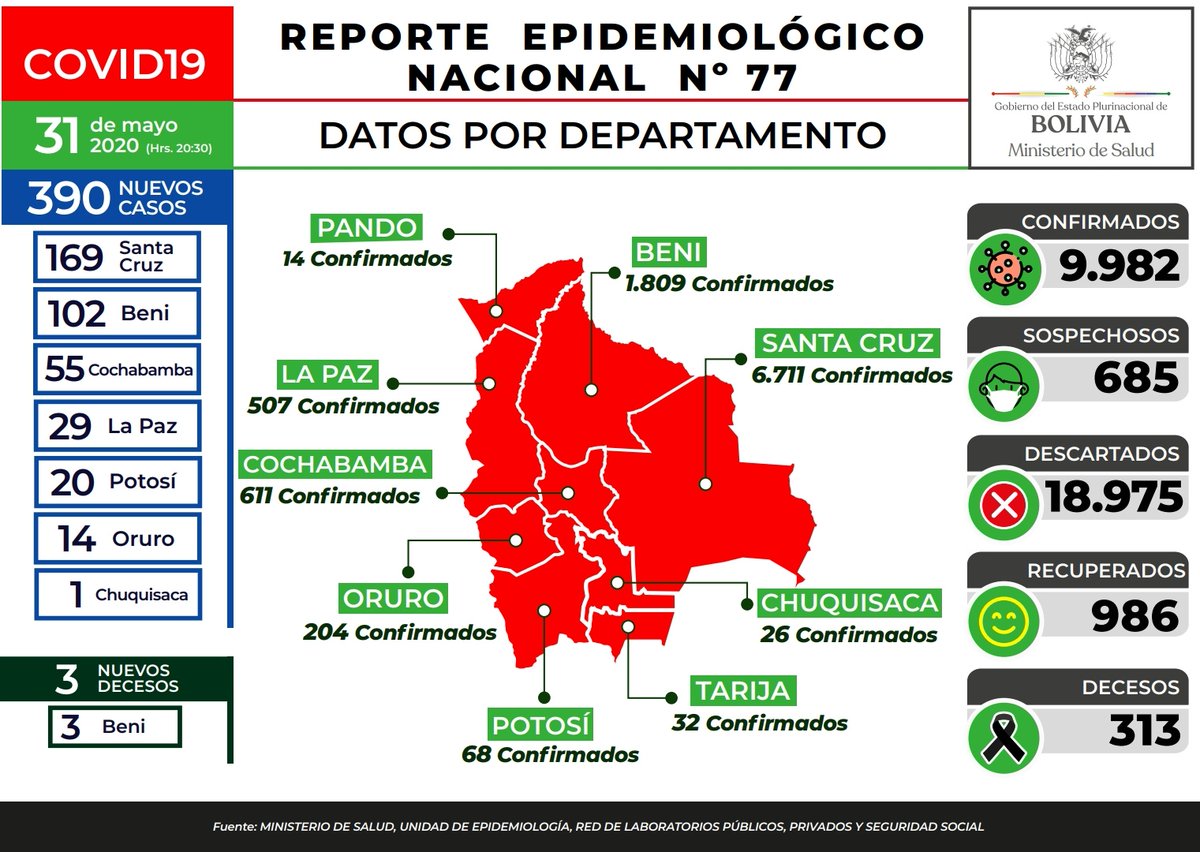 COVID19
REPORTE EPIDEMIOLÓGICO
NACIONAL Nº 77
31 de mayo
2020 (Hrs. 20:30)
DATOS POR DEPARTAMENTO
Gobierno del Estado Plurinacional de
BOLIVIA
Ministerio de Salud
390 NUEVOS
CASOS
169 Santa
Cruz
102 Beni
55 Cochabamba
29 La Paz
20 Potosí
14 Oruro
1 Chuquisaca
3 NUEVOS
DECESOS
3 Beni
PANDO
14 Confirmados
BENI
1.809 Confirmados
SANTA CRUZ
6.711 Confirmados
LA PAZ
507 Confirmados
COCHABAMBA
611 Confirmados
ORURO
204 Confirmados
CHUQUISACA
26 Confirmados
TARIJA
32 Confirmados
POTOSÍ
68 Confirmados
CONFIRMADOS
9.982
SOSPECHOSOS
685
DESCARTADOS
18.975
RECUPERADOS
986
DECESOS
313
Fuente: MINISTERIO DE SALUD, UNIDAD DE EPIDEMIOLOGÍA, RED DE LABORATORIOS PÚBLICOS, PRIVADOS Y SEGURIDAD SOCIAL